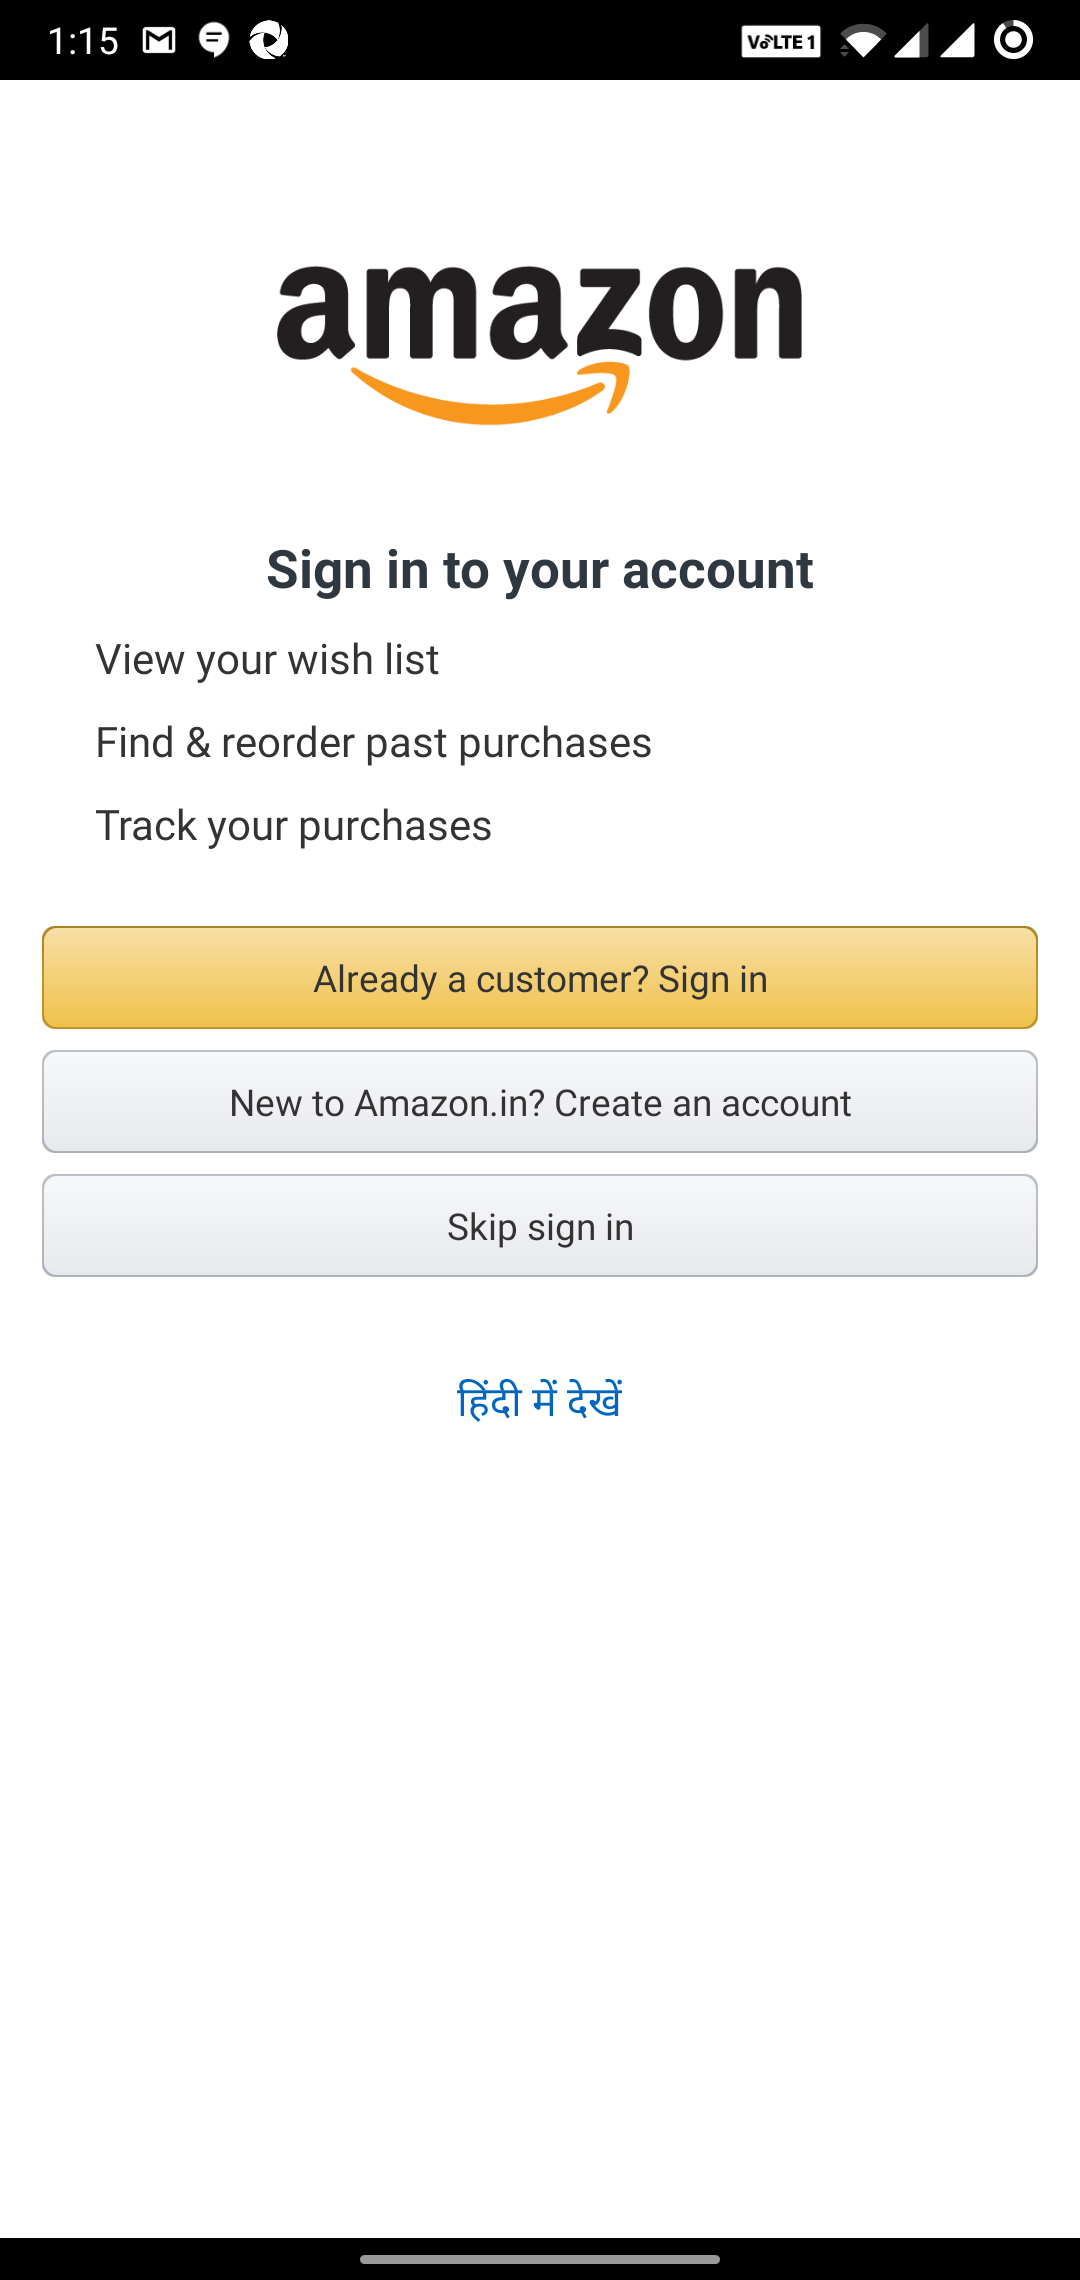 1:15
VoLTE 1
amazon
Sign in to your account
View your wish list
Find & reorder past purchases
Track your purchases
Already a customer? Sign in
New to Amazon.in? Create an account
Skip sign in
हिंदी में देखें